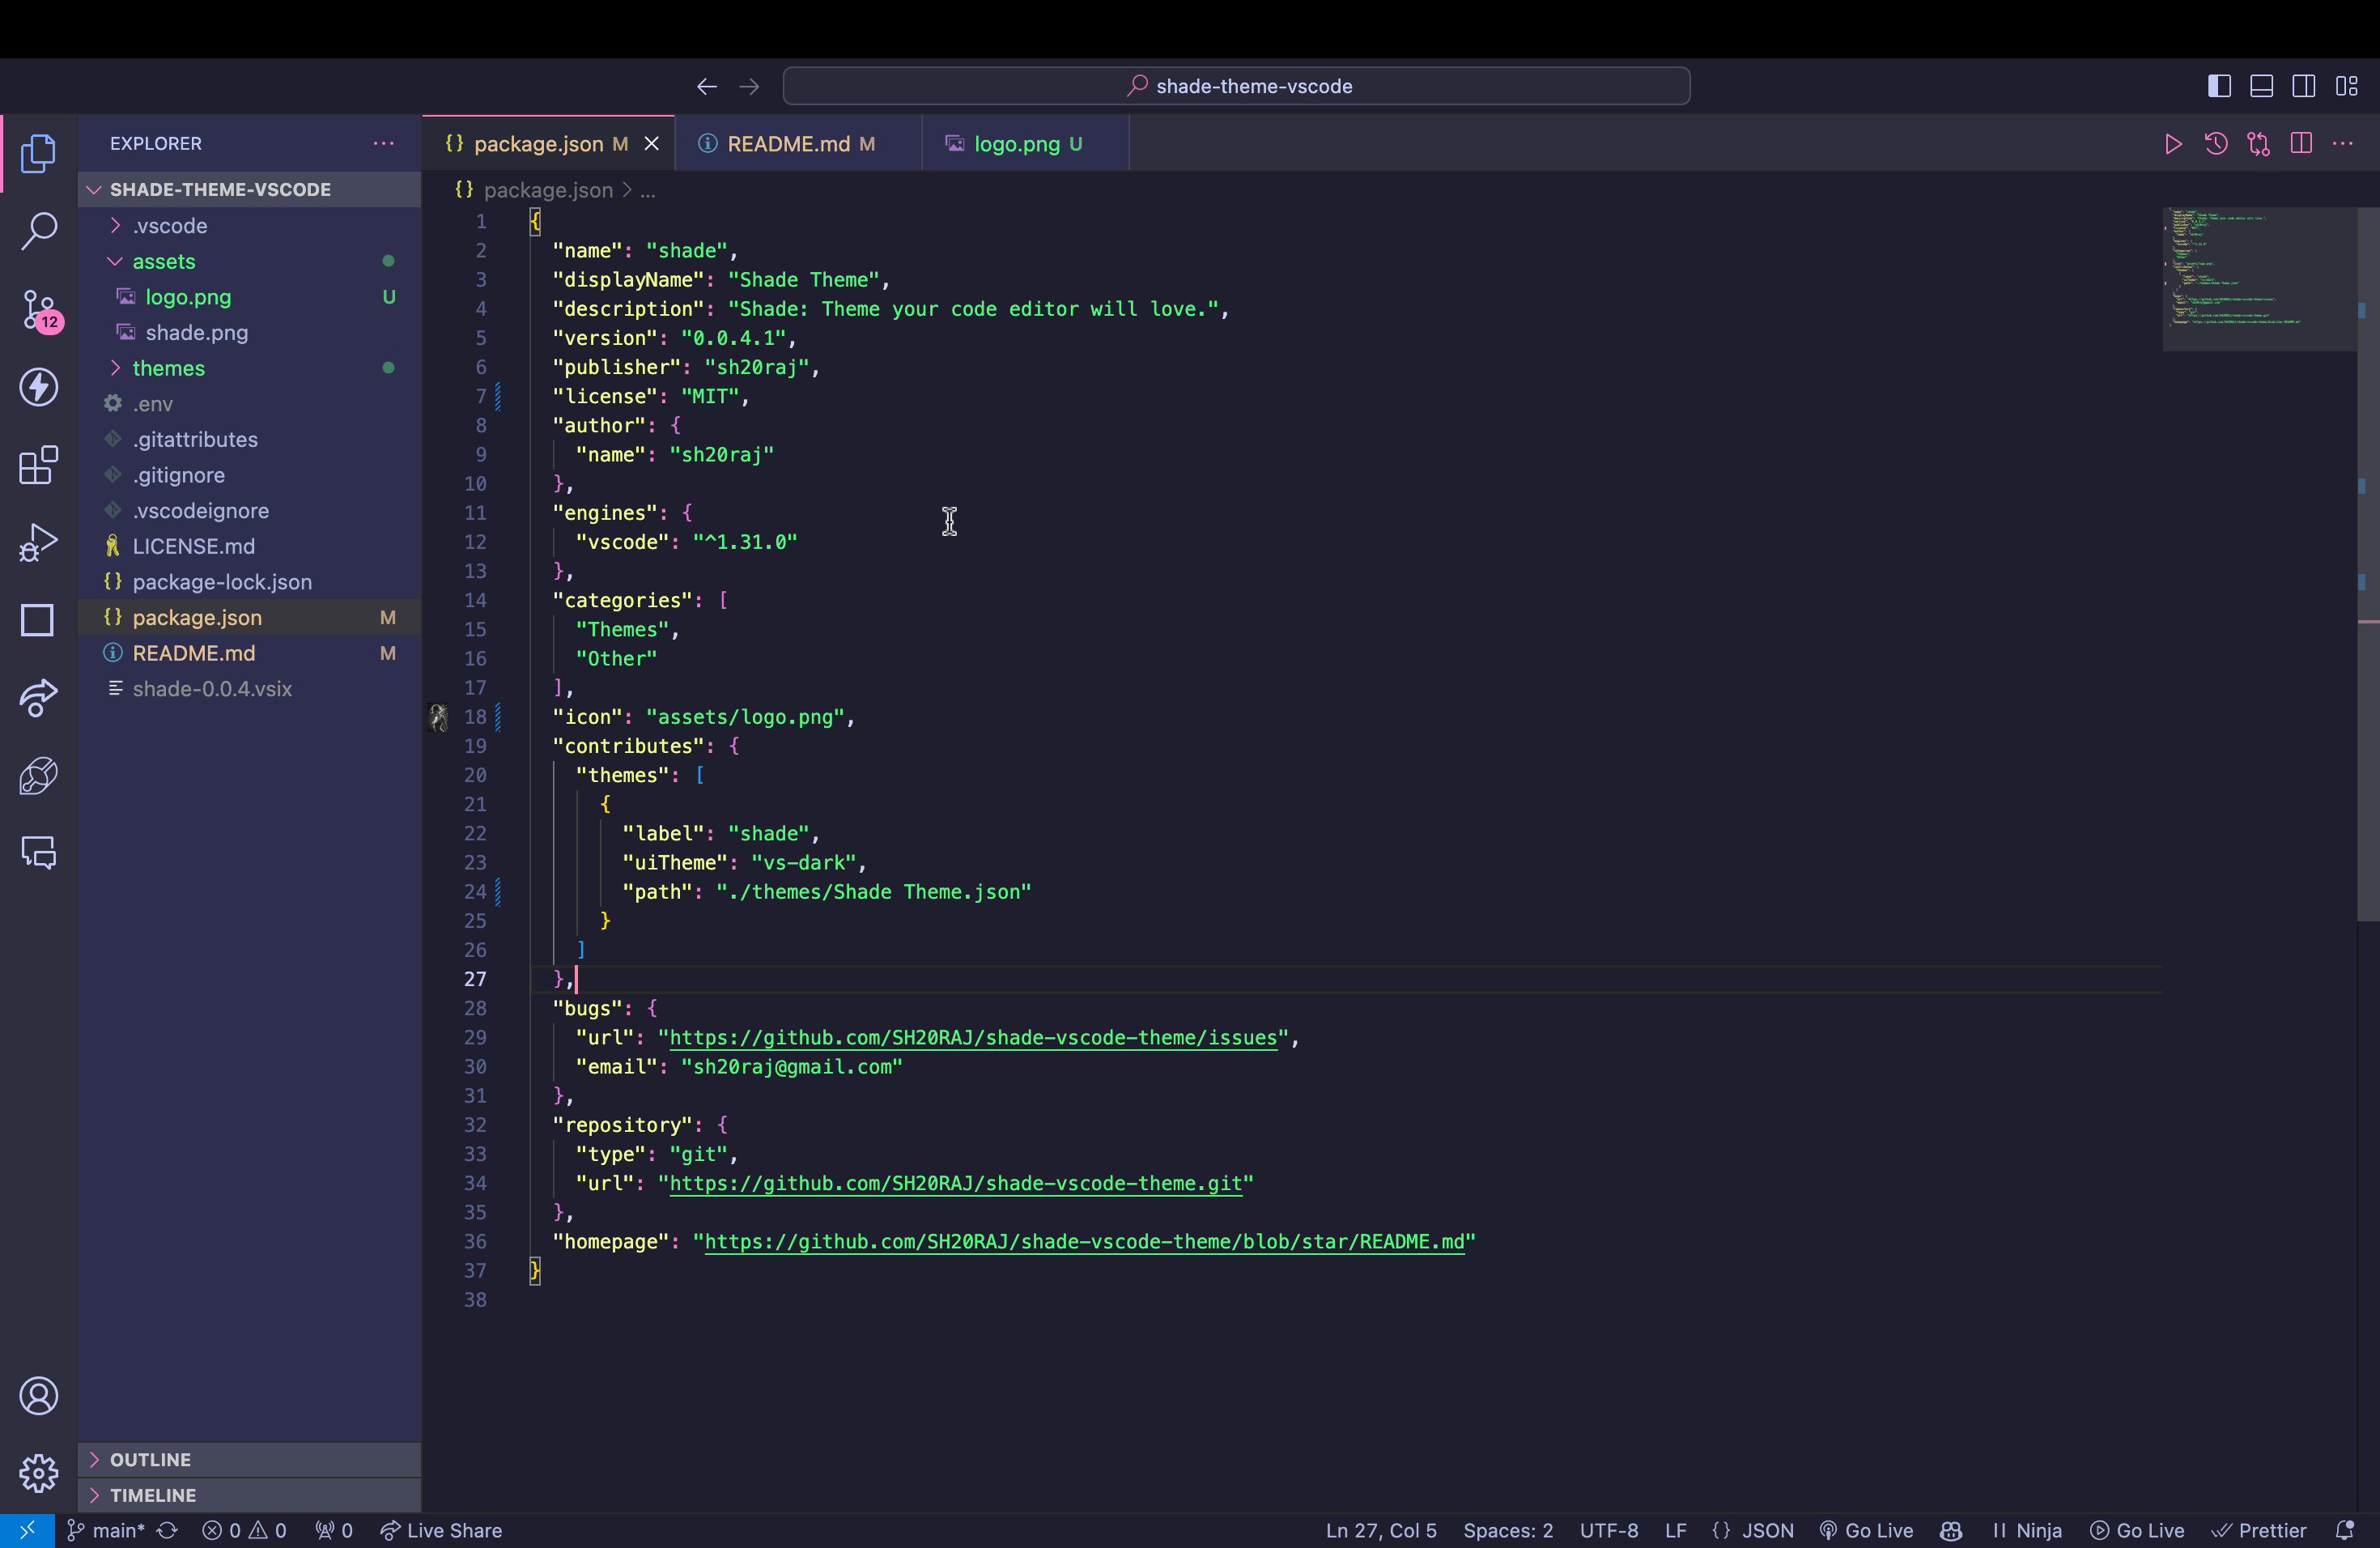 shade-theme-vscode
EXPLORER
SHADE-THEME-VSCODE
.vscode
assets
logo.png U
shade.png
themes
.env
.gitattributes
.gitignore
.vscodeignore
LICENSE.md
package-lock.json
package.json M
README.md M
shade-0.0.4.vsix
OUTLINE
TIMELINE
12
package.json M
README.md M
logo.png U
package.json > ...
1 {
2 "name": "shade",
3 "displayName": "Shade Theme",
4 "description": "Shade: Theme your code editor will love.",
5 "version": "0.0.4.1",
6 "publisher": "sh20raj",
7 "license": "MIT",
8 "author": {
9 "name": "sh20raj"
10 },
11 "engines": {
12 "vscode": "^1.31.0"
13 },
14 "categories": [
15 "Themes",
16 "Other"
17 ],
18 "icon": "assets/logo.png",
19 "contributes": {
20 "themes": [
21 {
22 "label": "shade",
23 "uiTheme": "vs-dark",
24 "path": "./themes/Shade Theme.json"
25 }
26 ]
27 },
28 "bugs": {
29 "url": "https://github.com/SH20RAJ/shade-vscode-theme/issues",
30 "email": "sh20raj@gmail.com"
31 },
32 "repository": {
33 "type": "git",
34 "url": "https://github.com/SH20RAJ/shade-vscode-theme.git"
35 },
36 "homepage": "https://github.com/SH20RAJ/shade-vscode-theme/blob/star/README.md"
37 }
38
main* 0 0 0 Live Share Ln 27, Col 5 Spaces: 2 UTF-8 LF {} JSON Go Live Ninja Go Live Prettier